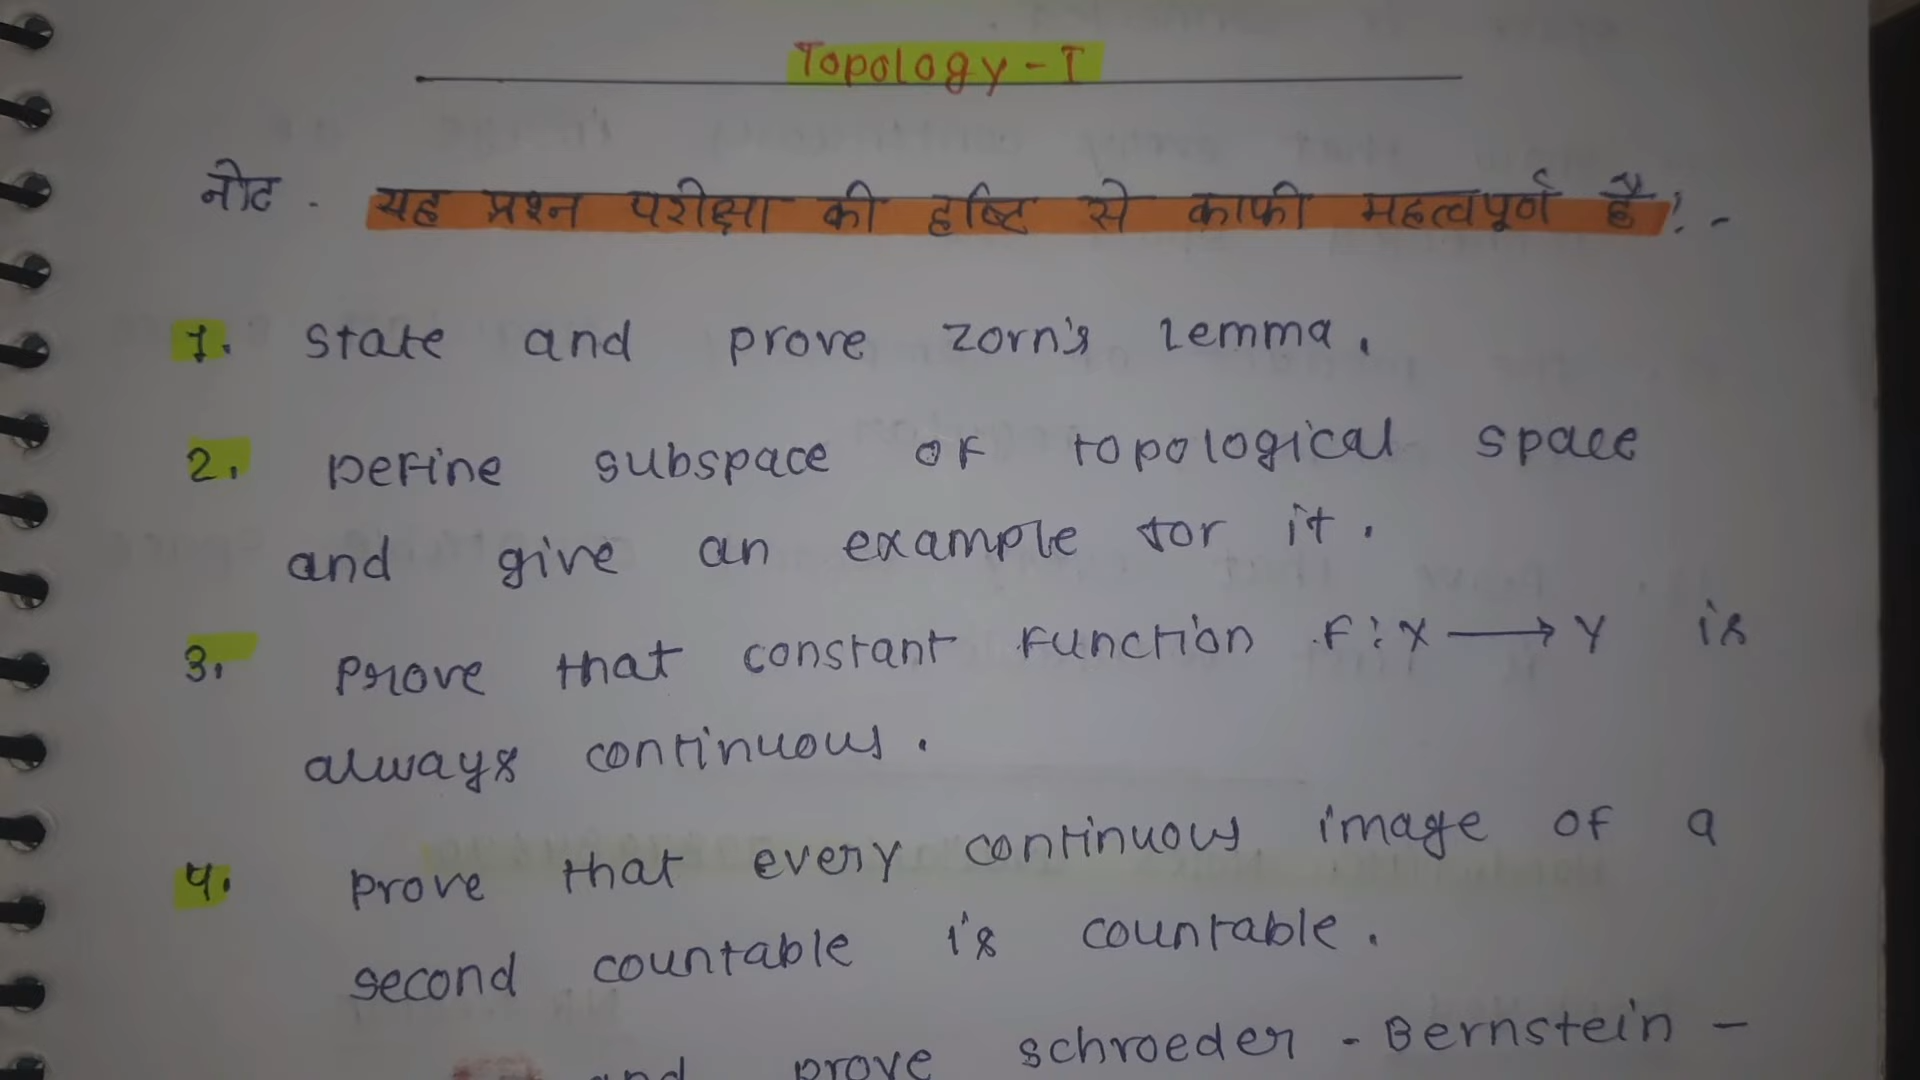 Topology - I
नोट - यह प्रश्न परीक्षा की दृष्टि से काफी महत्वपूर्ण है! -
1. State and prove Zorn's Lemma.
2. Define subspace of topological space
and give an example for it.
3. Prove that constant function F: X ⟶ Y is
always continuous.
4. Prove that every continuous image of a
second countable is countable.
and prove schroeder - Bernstein -